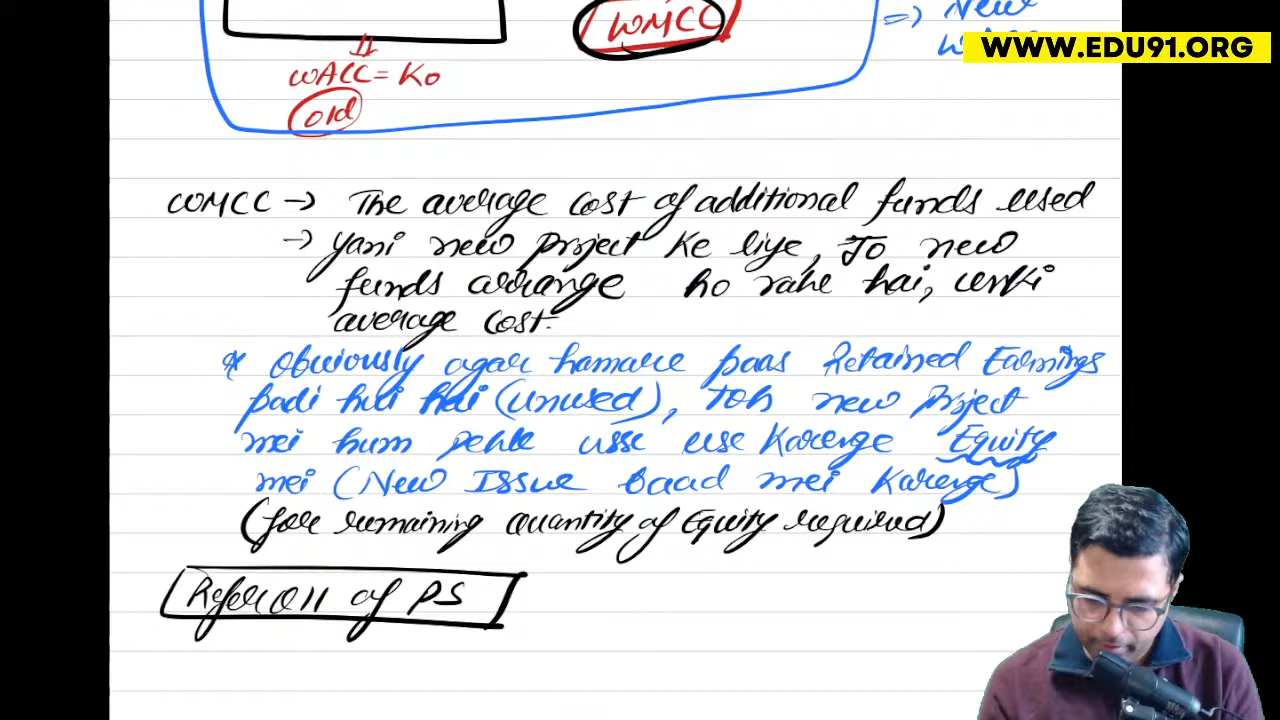 WMCC
=> New
WWW.EDU91.ORG
WACC = Ko
old
WMCC → The average cost of additional funds used
→ yani new project ke liye, Jo new
funds arrange ho rahe hai, unki
average cost.
* Obviously agar hamare paas Retained Earnings
padi hui hai (unused), toh new project
mei hum pehle usse use karenge Equity
mei (New Issue baad mei karenge)
(for remaining quantity of Equity required)
Refer Q11 of PS